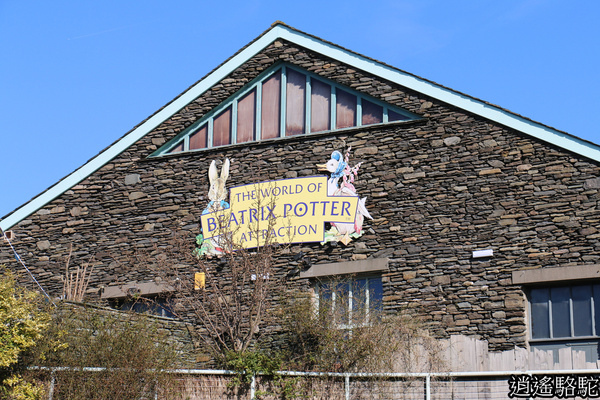 THE WORLD OF
BEATRIX POTTER
ATTRACTION
逍遙駱駝